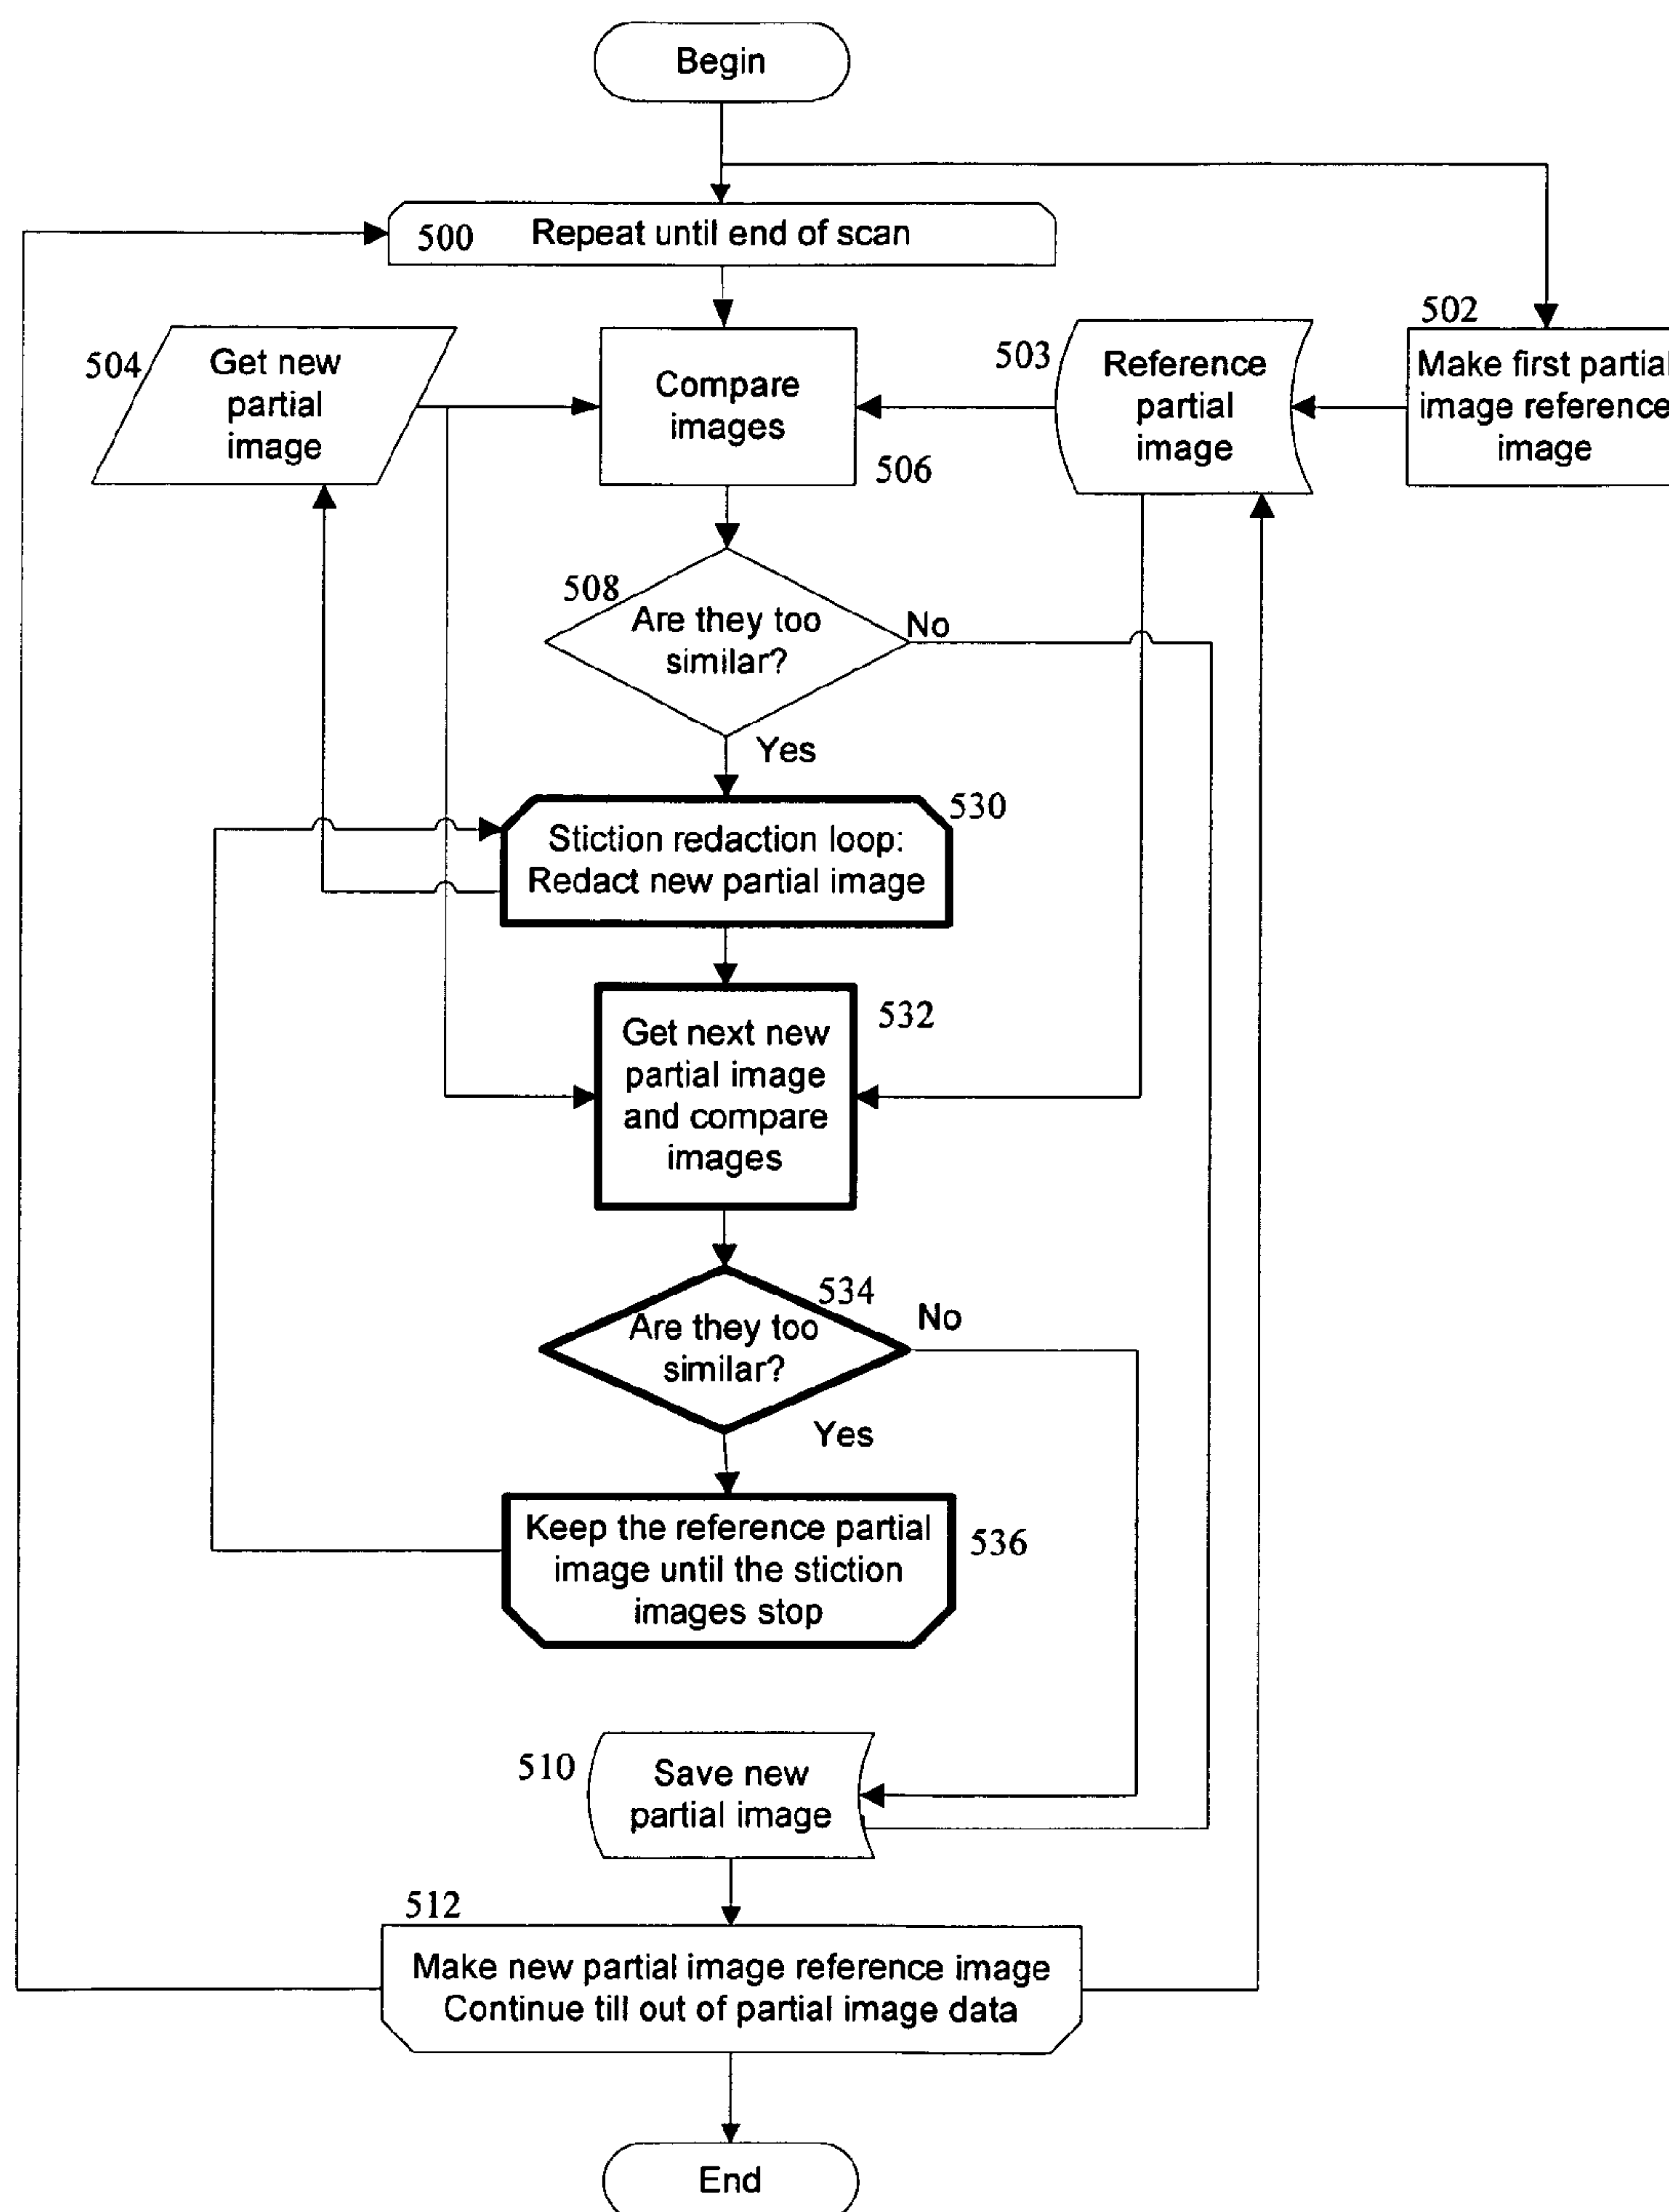 Begin
500
Repeat until end of scan
502
504
Get new
partial
image
Compare
images
506
503
Reference
partial
image
Make first partial
image reference
image
508
Are they too
similar?
No
Yes
530
Stiction redaction loop:
Redact new partial image
532
Get next new
partial image
and compare
images
534
Are they too
similar?
No
Yes
Keep the reference partial
image until the stiction
images stop
536
510
Save new
partial image
512
Make new partial image reference image
Continue till out of partial image data
End